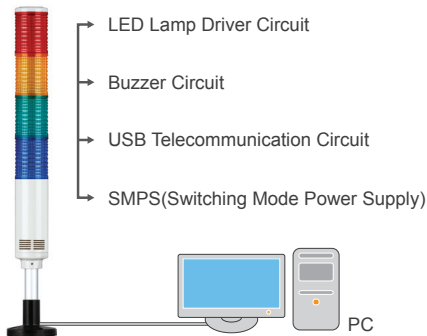 LED Lamp Driver Circuit
Buzzer Circuit
USB Telecommunication Circuit
SMPS(Switching Mode Power Supply)
PC